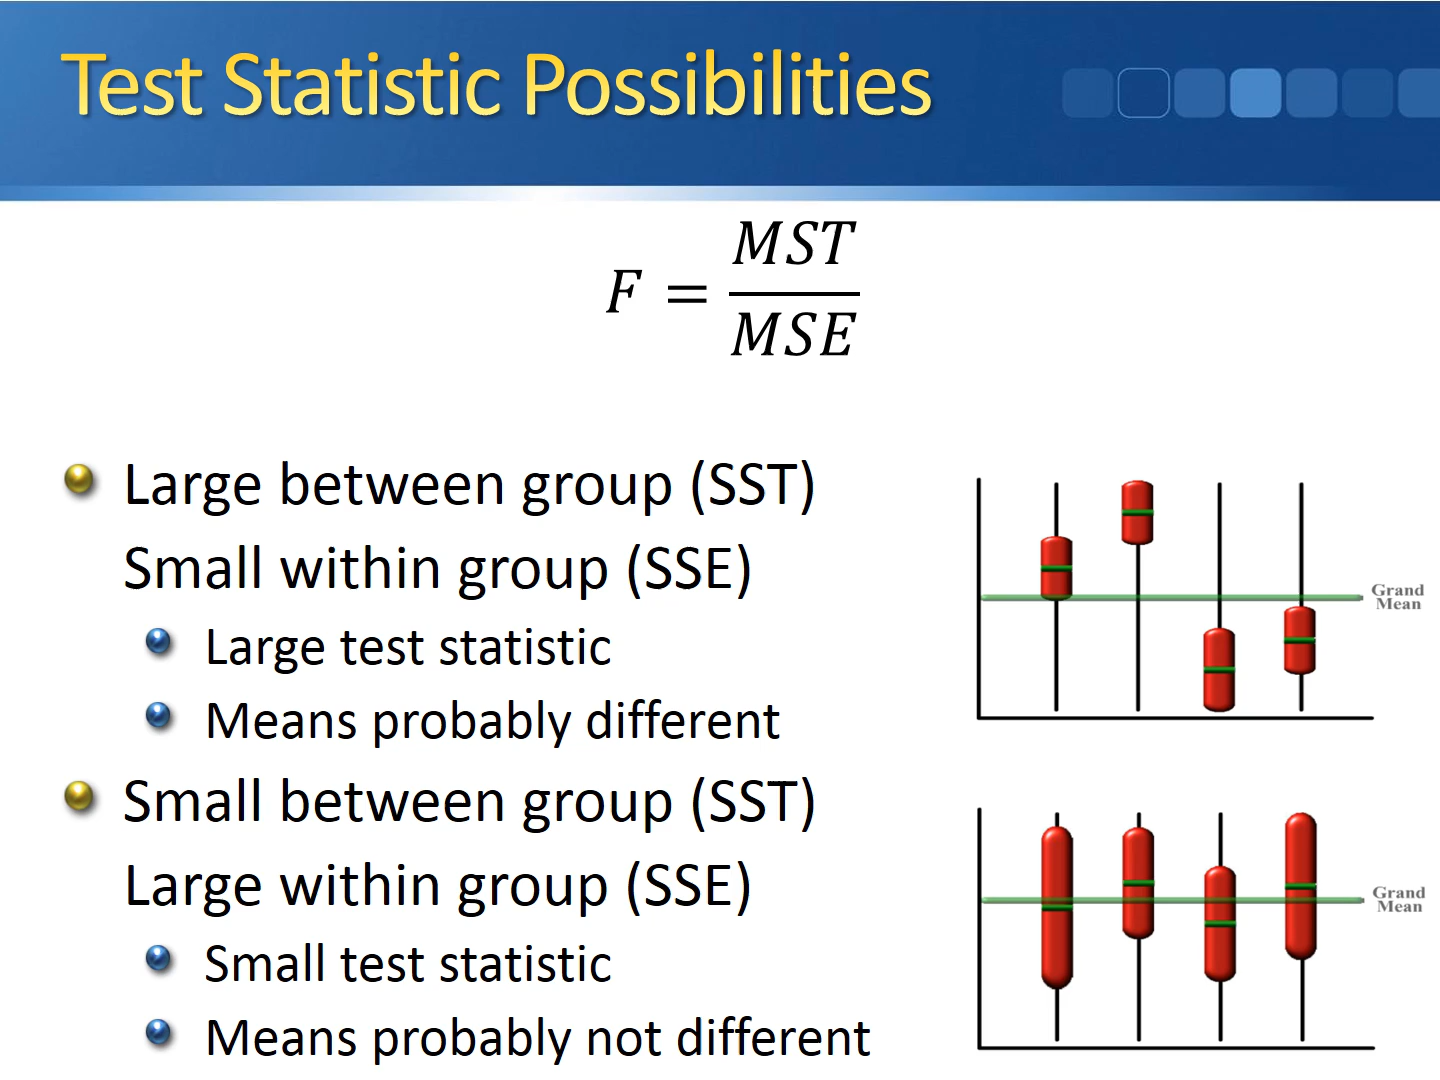 Test Statistic Possibilities
F = MST / MSE
Large between group (SST)
Small within group (SSE)
Large test statistic
Means probably different
Grand
Mean
Small between group (SST)
Large within group (SSE)
Small test statistic
Means probably not different
Grand
Mean